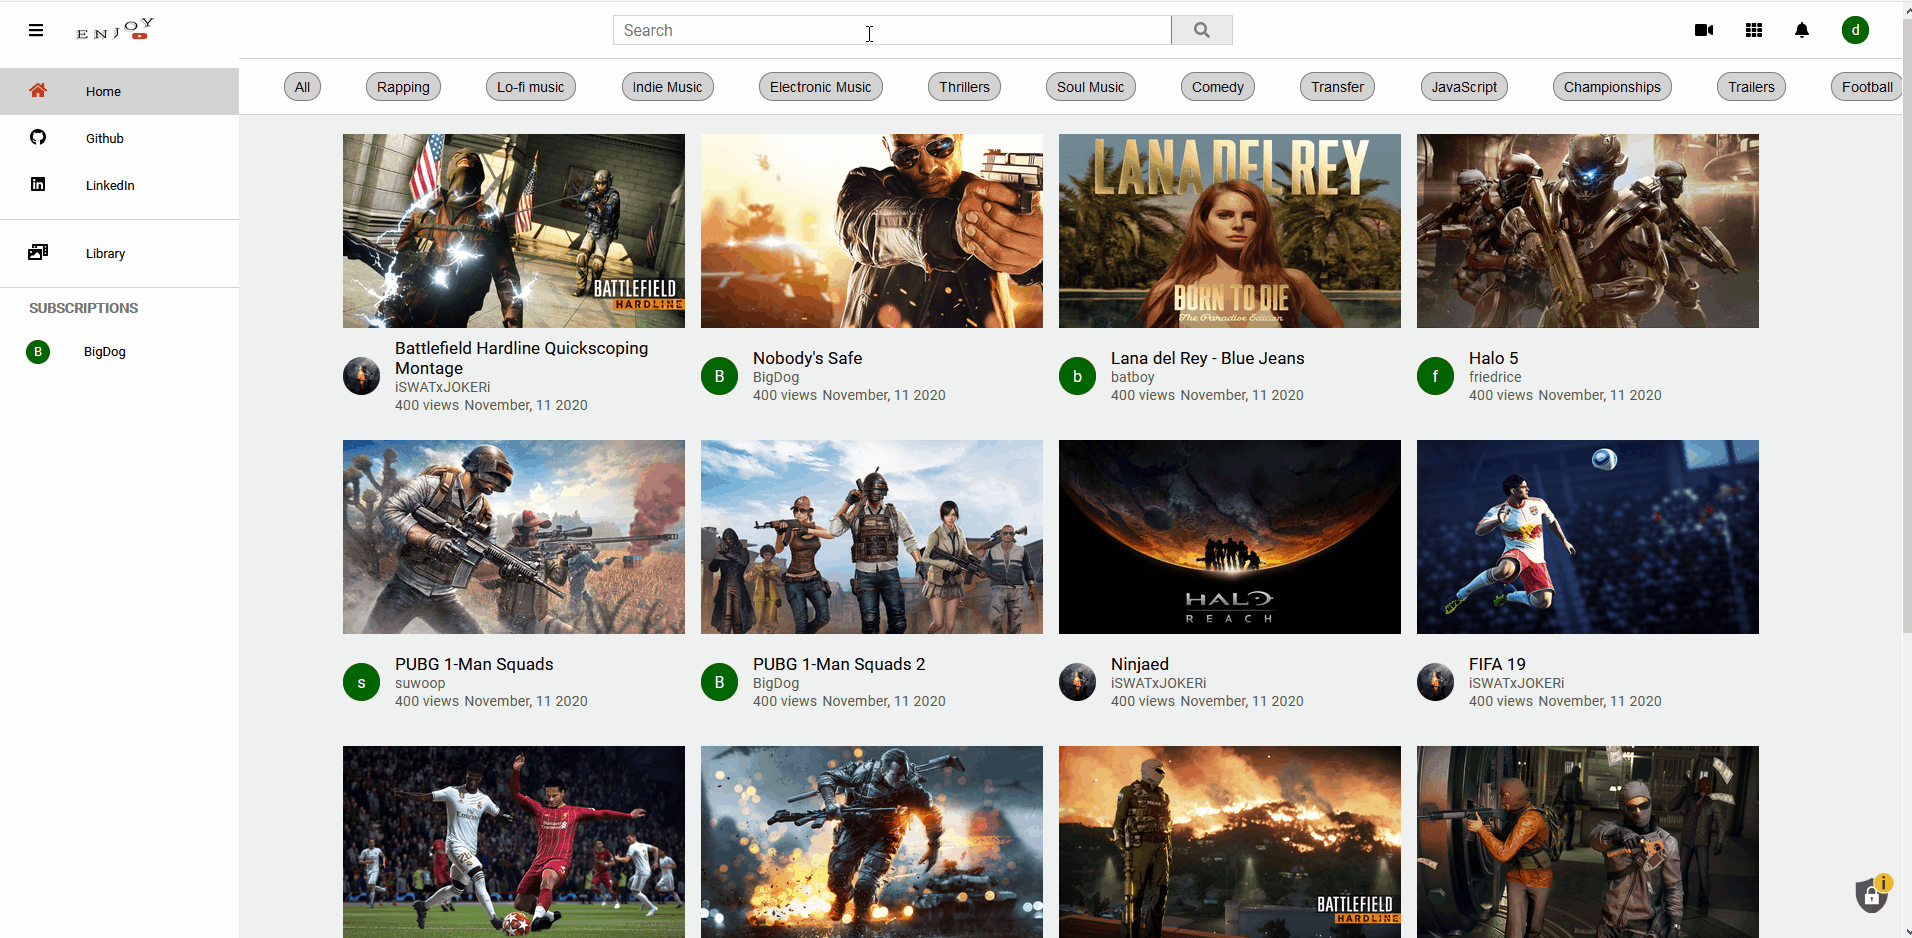 ENJOY
Search
d
Home
Github
LinkedIn
Library
SUBSCRIPTIONS
B
BigDog
All
Rapping
Lo-fi music
Indie Music
Electronic Music
Thrillers
Soul Music
Comedy
Transfer
JavaScript
Championships
Trailers
Football
BATTLEFIELD
HARDLINE
LANA DEL REY
BORN TO DIE
The Paradise Edition
Battlefield Hardline Quickscoping
Montage
iSWATxJOKERi
400 views November, 11 2020
B
Nobody's Safe
BigDog
400 views November, 11 2020
b
Lana del Rey - Blue Jeans
batboy
400 views November, 11 2020
f
Halo 5
friedrice
400 views November, 11 2020
HALO
REACH
s
PUBG 1-Man Squads
suwoop
400 views November, 11 2020
B
PUBG 1-Man Squads 2
BigDog
400 views November, 11 2020
Ninjaed
iSWATxJOKERi
400 views November, 11 2020
FIFA 19
iSWATxJOKERi
400 views November, 11 2020
BATTLEFIELD
HARDLINE
i